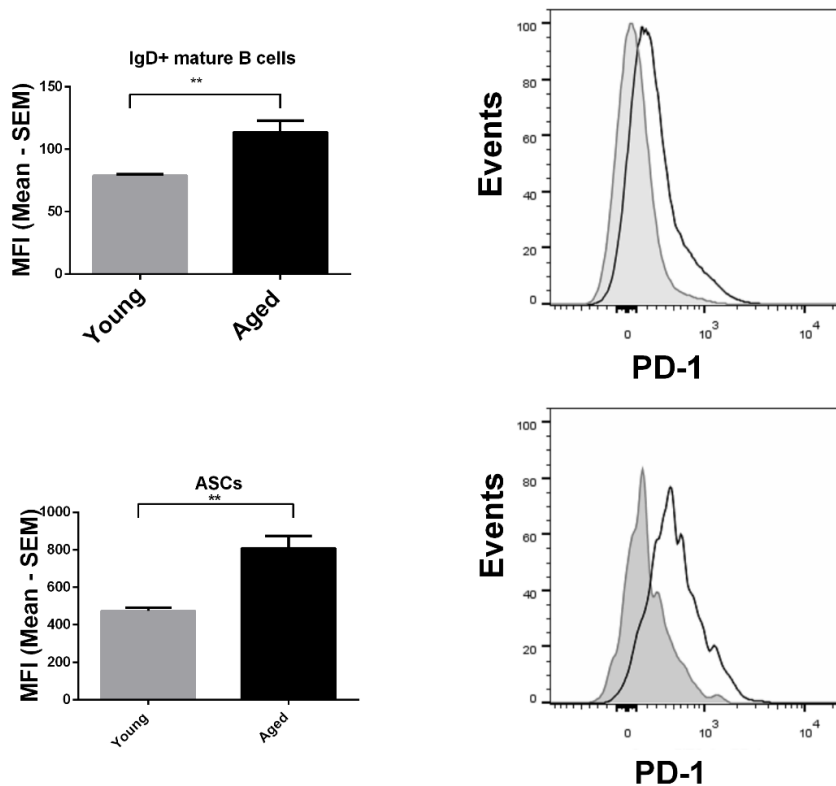 IgD+ mature B cells
**
MFI (Mean - SEM)
150
100
50
0
Young
Aged
Events
100
80
60
40
20
0
0
10³
10⁴
PD-1
ASCs
**
MFI (Mean - SEM)
1000
800
600
400
200
0
Young
Aged
Events
100
80
60
40
20
0
0
10³
10⁴
PD-1